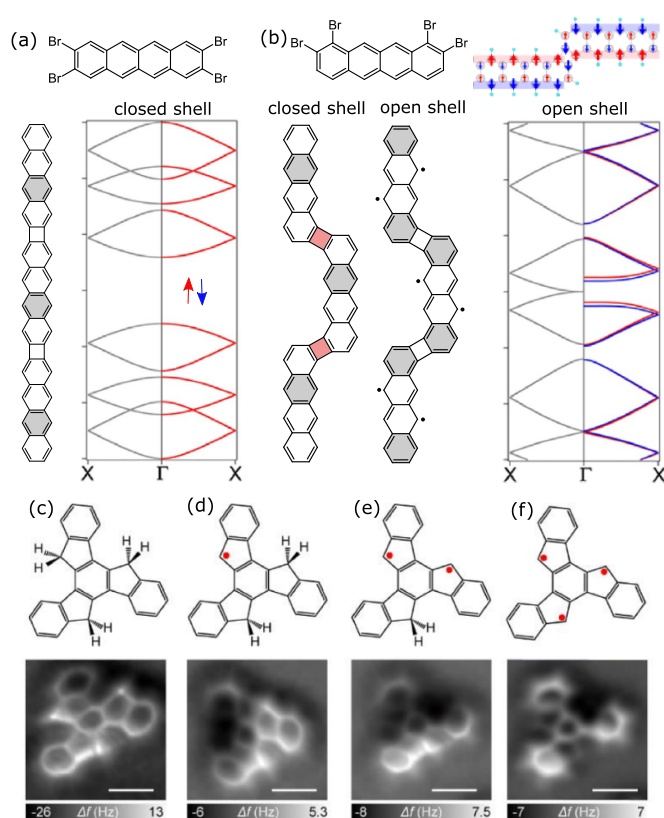 (a)
Br Br
Br Br
(b)
Br Br
Br Br
closed shell
closed shell
open shell
open shell
X Γ X
X Γ X
(c)
H
H
H
H
H H
(d)
H
H
H
H
(e)
H
H
(f)
-26 Δf (Hz) 13
-6 Δf (Hz) 5.3
-8 Δf (Hz) 7.5
-7 Δf (Hz) 7